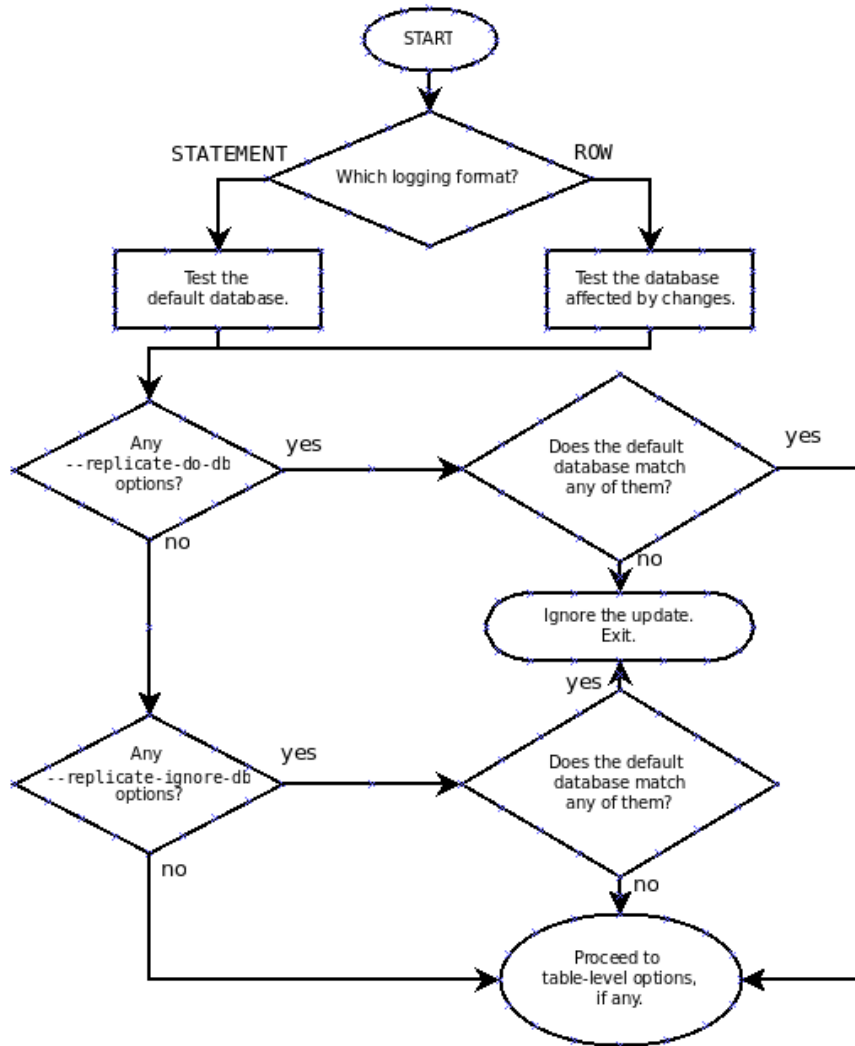 START
Which logging format?
STATEMENT
ROW
Test the
default database.
Test the database
affected by changes.
Any
--replicate-do-db
options?
yes
no
Does the default
database match
any of them?
yes
no
Ignore the update.
Exit.
Any
--replicate-ignore-db
options?
yes
no
Does the default
database match
any of them?
yes
no
Proceed to
table-level options,
if any.